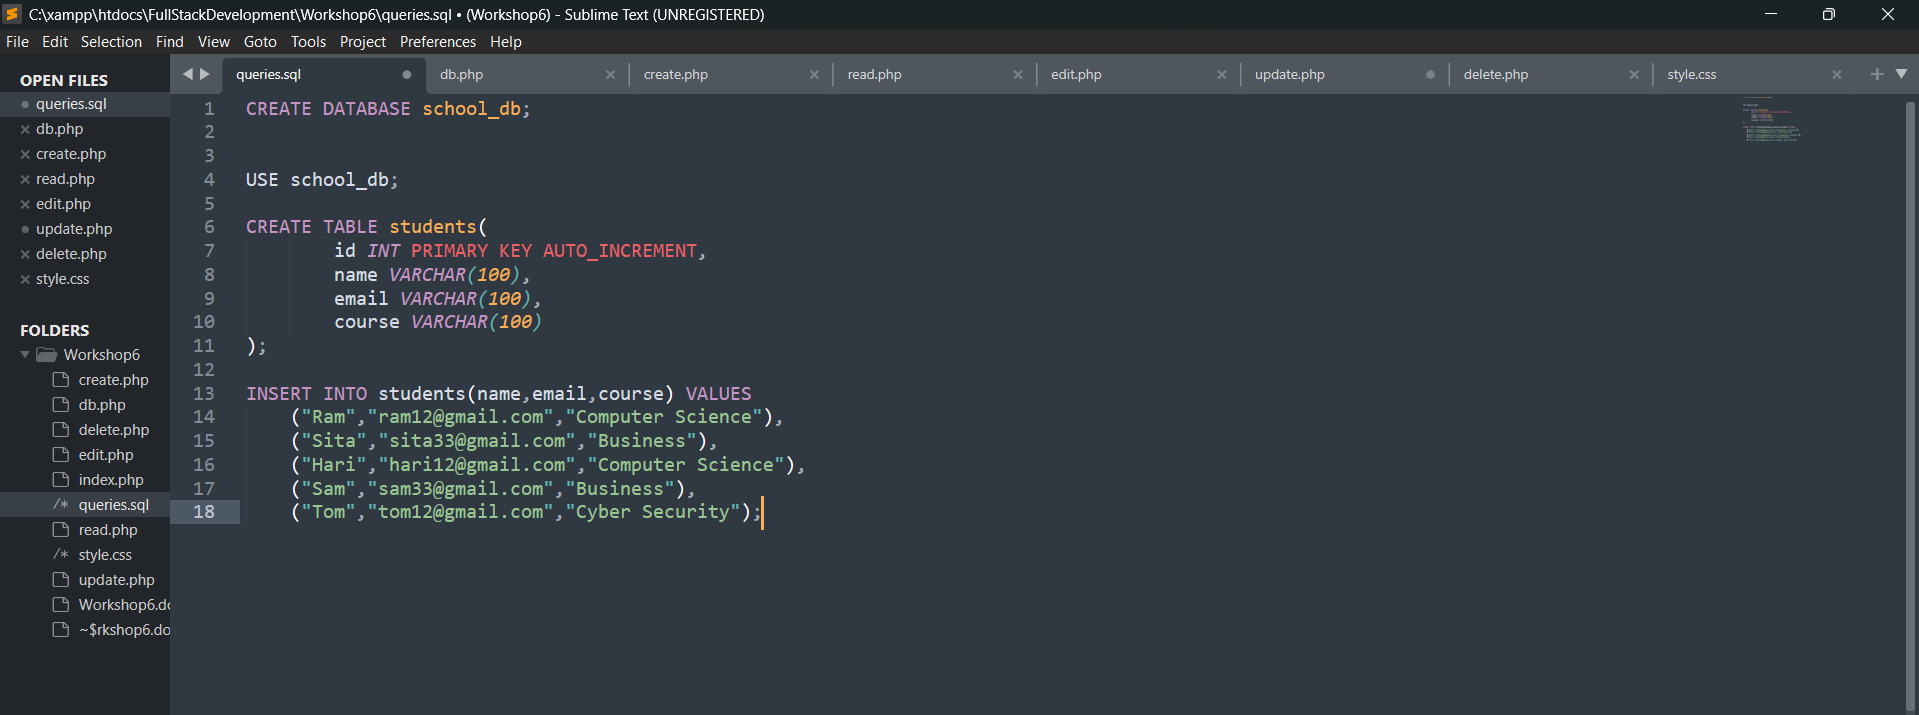 C:\xampp\htdocs\FullStackDevelopment\Workshop6\queries.sql • (Workshop6) - Sublime Text (UNREGISTERED)
File Edit Selection Find View Goto Tools Project Preferences Help
OPEN FILES
queries.sql
db.php
create.php
read.php
edit.php
update.php
delete.php
style.css
FOLDERS
Workshop6
create.php
db.php
delete.php
edit.php
index.php
/* queries.sql
read.php
/* style.css
update.php
Workshop6.do
~$rkshop6.do
queries.sql db.php create.php read.php edit.php update.php delete.php style.css
1 CREATE DATABASE school_db;
2
3
4 USE school_db;
5
6 CREATE TABLE students(
7 id INT PRIMARY KEY AUTO_INCREMENT,
8 name VARCHAR(100),
9 email VARCHAR(100),
10 course VARCHAR(100)
11 );
12
13 INSERT INTO students(name,email,course) VALUES
14 ("Ram","ram12@gmail.com","Computer Science"),
15 ("Sita","sita33@gmail.com","Business"),
16 ("Hari","hari12@gmail.com","Computer Science"),
17 ("Sam","sam33@gmail.com","Business"),
18 ("Tom","tom12@gmail.com","Cyber Security");